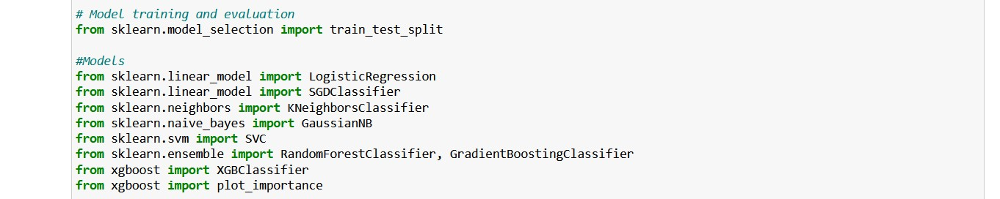 # Model training and evaluation
from sklearn.model_selection import train_test_split
#Models
from sklearn.linear_model import LogisticRegression
from sklearn.linear_model import SGDClassifier
from sklearn.neighbors import KNeighborsClassifier
from sklearn.naive_bayes import GaussianNB
from sklearn.svm import SVC
from sklearn.ensemble import RandomForestClassifier, GradientBoostingClassifier
from xgboost import XGBClassifier
from xgboost import plot_importance